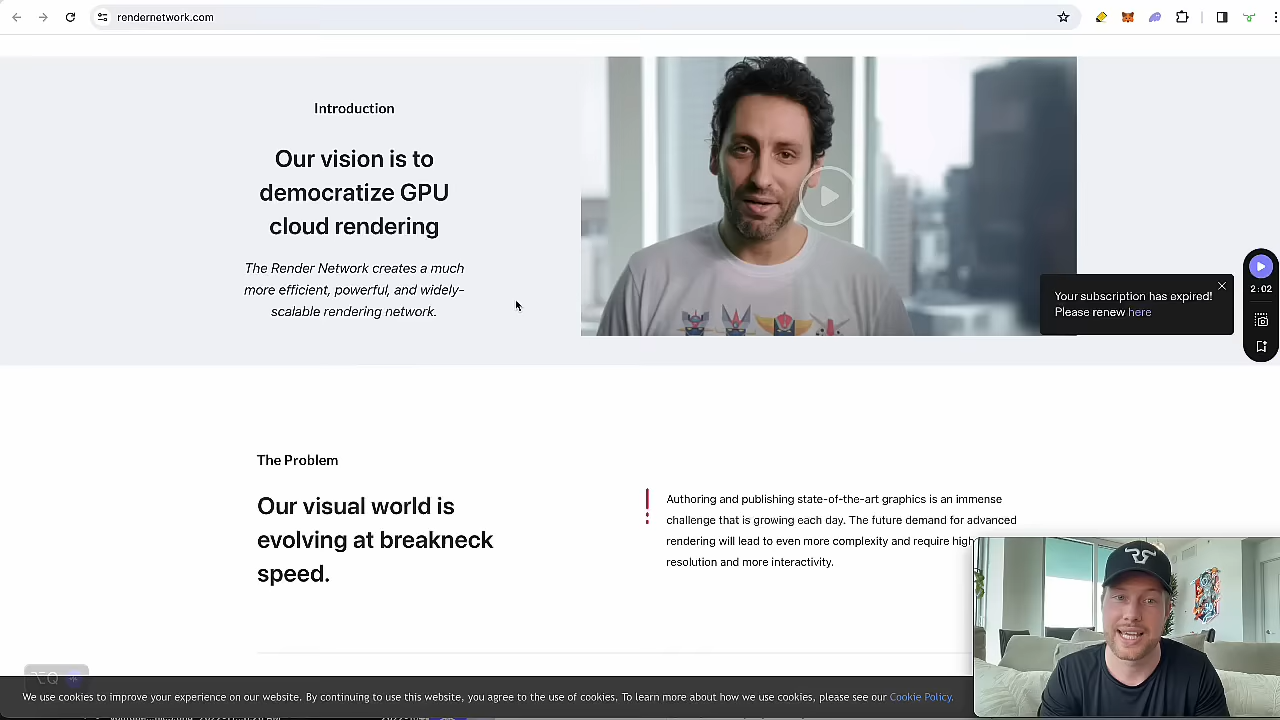 rendernetwork.com
Introduction
Our vision is to
democratize GPU
cloud rendering
The Render Network creates a much
more efficient, powerful, and widely-
scalable rendering network.
Your subscription has expired!
Please renew here
2:02
The Problem
Our visual world is
evolving at breakneck
speed.
Authoring and publishing state-of-the-art graphics is an immense
challenge that is growing each day. The future demand for advanced
rendering will lead to even more complexity and require high
resolution and more interactivity.
We use cookies to improve your experience on our website. By continuing to use this website, you agree to the use of cookies. To learn more about how we use cookies, please see our Cookie Policy.